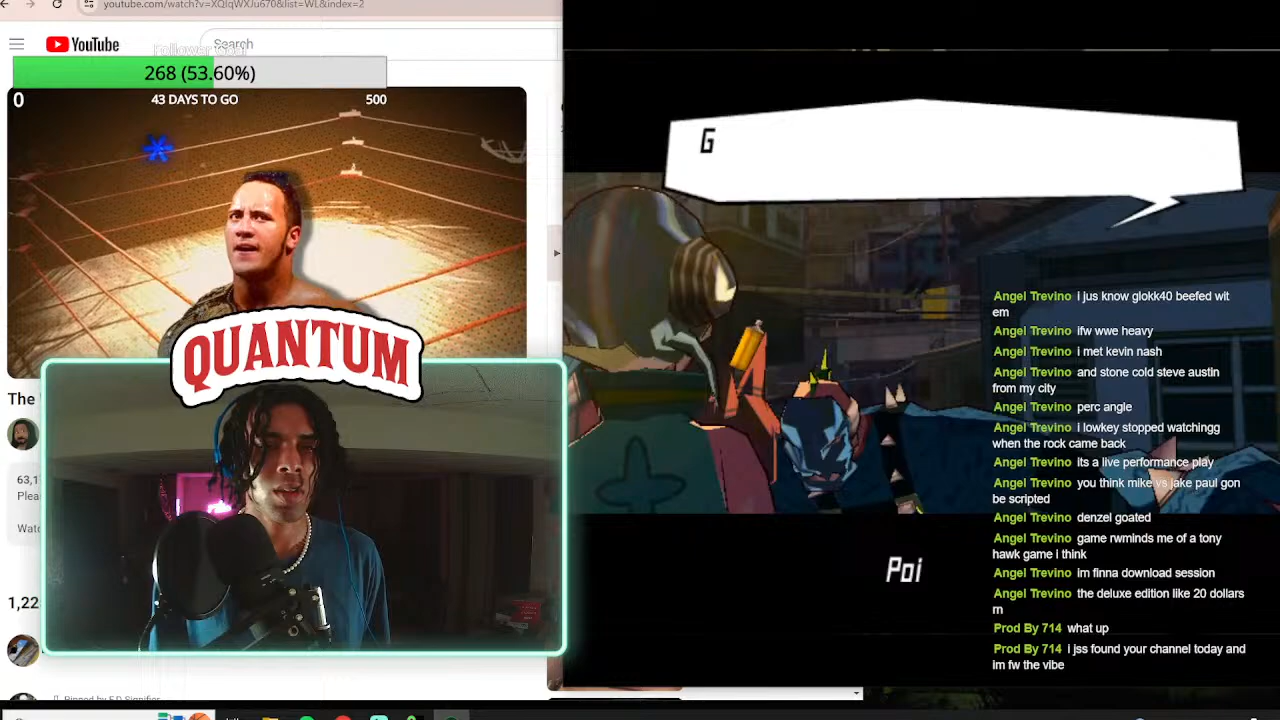 youtube.com/watch?v=XQIqWXJu670&list=WL&index=2
YouTube
Search
Follower Goal
268 (53.60%)
0
43 DAYS TO GO
500
G
QUANTUM
The
63,1
Plea
Watc
1,22
Pinned by F.D Signifier
Poi
Angel Trevino i jus know glokk40 beefed wit
em
Angel Trevino ifw wwe heavy
Angel Trevino i met kevin nash
Angel Trevino and stone cold steve austin
from my city
Angel Trevino perc angle
Angel Trevino i lowkey stopped watchingg
when the rock came back
Angel Trevino its a live performance play
Angel Trevino you think mike vs jake paul gon
be scripted
Angel Trevino denzel goated
Angel Trevino game rwminds me of a tony
hawk game i think
Angel Trevino im finna download session
Angel Trevino the deluxe edition like 20 dollars
m
Prod By 714 what up
Prod By 714 i jss found your channel today and
im fw the vibe